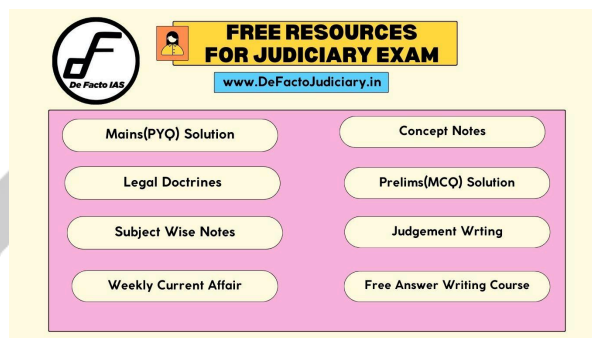 De Facto IAS
FREE RESOURCES
FOR JUDICIARY EXAM
www.DeFactoJudiciary.in
Mains(PYQ) Solution
Concept Notes
Legal Doctrines
Prelims(MCQ) Solution
Subject Wise Notes
Judgement Wrting
Weekly Current Affair
Free Answer Writing Course